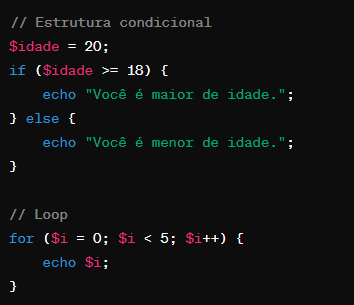 // Estrutura condicional
$idade = 20;
if ($idade >= 18) {
    echo "Você é maior de idade.";
} else {
    echo "Você é menor de idade.";
}

// Loop
for ($i = 0; $i < 5; $i++) {
    echo $i;
}